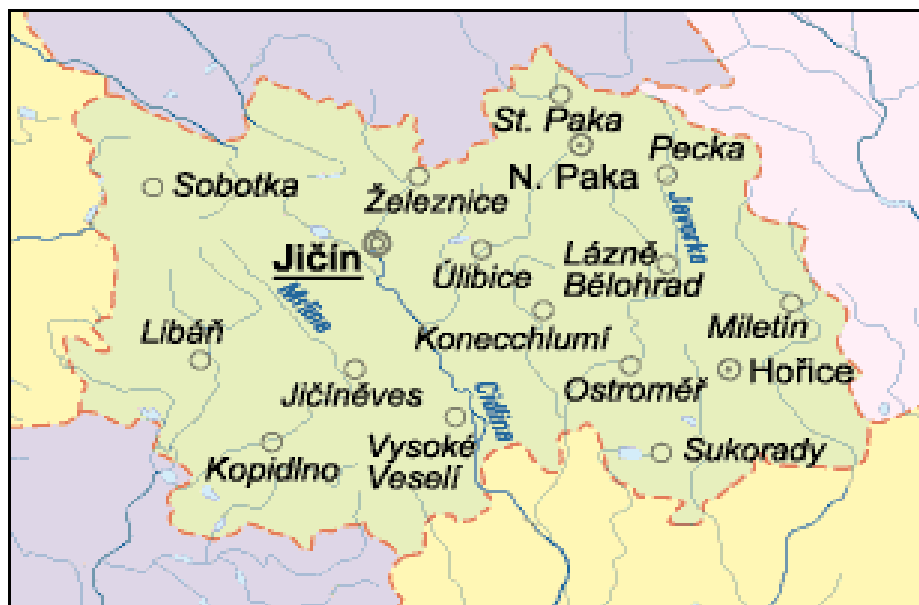 St. Paka
N. Paka
Pecka
Sobotka
Železnice
Javorka
Jičín
Úlibice
Lázně
Bělohrad
Mrlina
Libáň
Konecchlumí
Miletín
Jičíněves
Cidlina
Ostroměř
Hořice
Kopidlno
Vysoké
Veselí
Sukorady